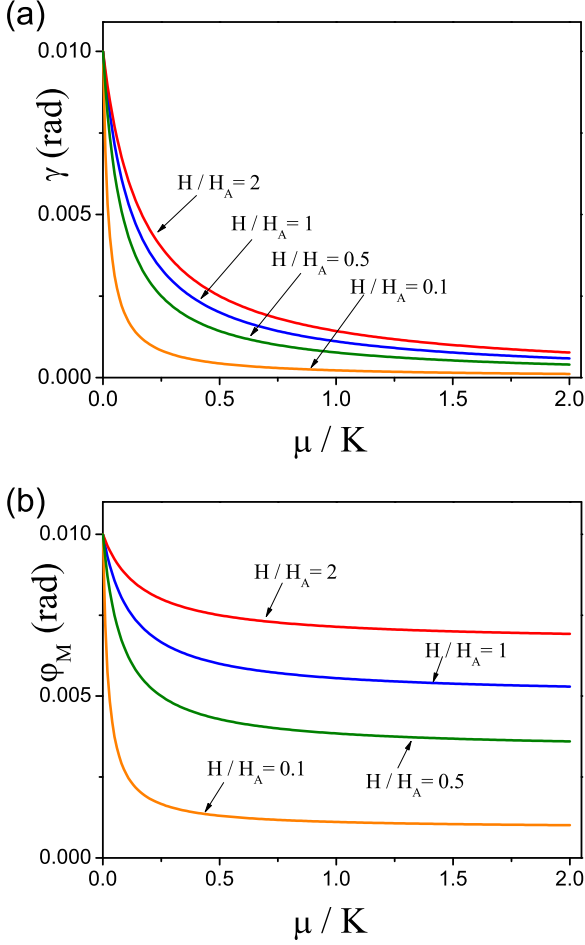 (a)
0.010
0.005
0.000
γ (rad)
H / H_A = 2
H / H_A = 1
H / H_A = 0.5
H / H_A = 0.1
0.0 0.5 1.0 1.5 2.0
μ / K
(b)
0.010
0.005
0.000
φ_M (rad)
H / H_A = 2
H / H_A = 1
H / H_A = 0.1
H / H_A = 0.5
0.0 0.5 1.0 1.5 2.0
μ / K